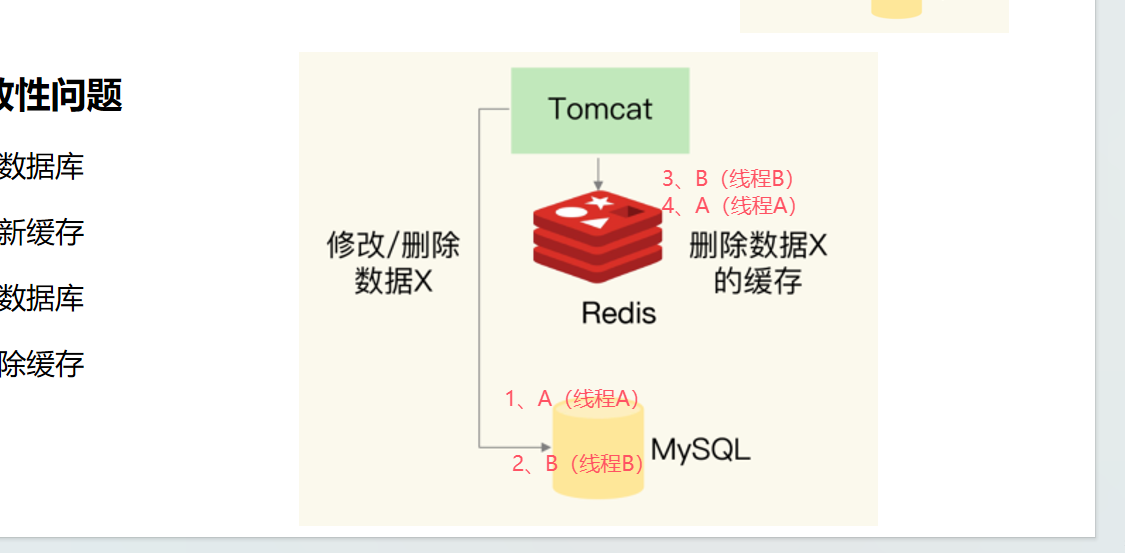 性问题
数据库
新缓存
数据库
除缓存
Tomcat
3、B（线程B）
4、A（线程A）
修改/删除
数据X
删除数据X
的缓存
Redis
1、A（线程A）
MySQL
2、B（线程B）